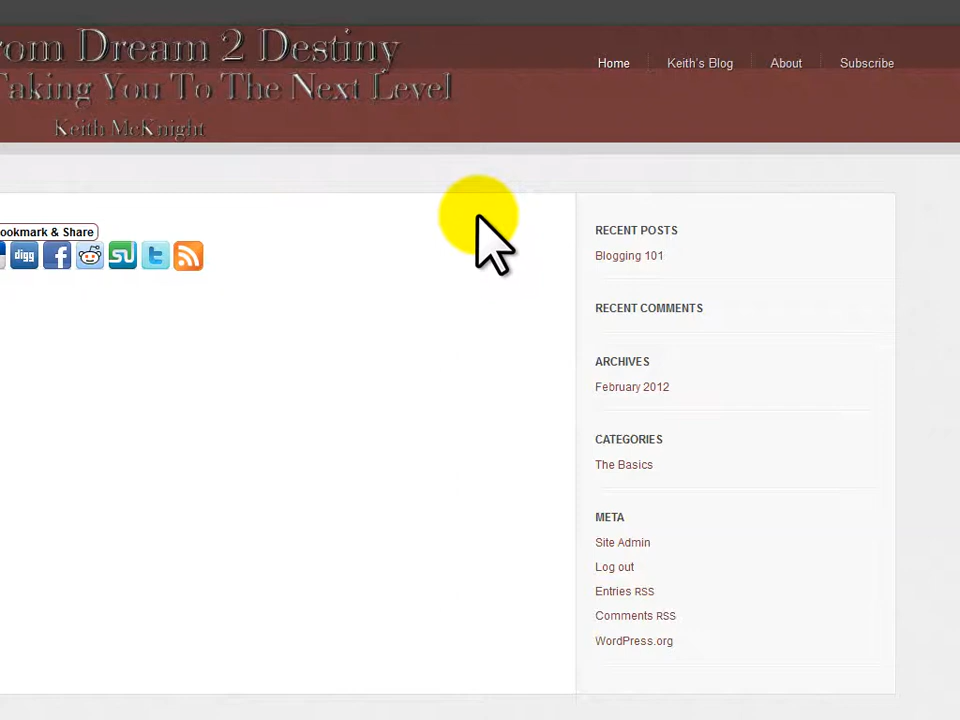 rom Dream 2 Destiny
Taking You To The Next Level
Keith McKnight
Home
Keith's Blog
About
Subscribe
ookmark & Share
digg
RECENT POSTS
Blogging 101
RECENT COMMENTS
ARCHIVES
February 2012
CATEGORIES
The Basics
META
Site Admin
Log out
Entries RSS
Comments RSS
WordPress.org